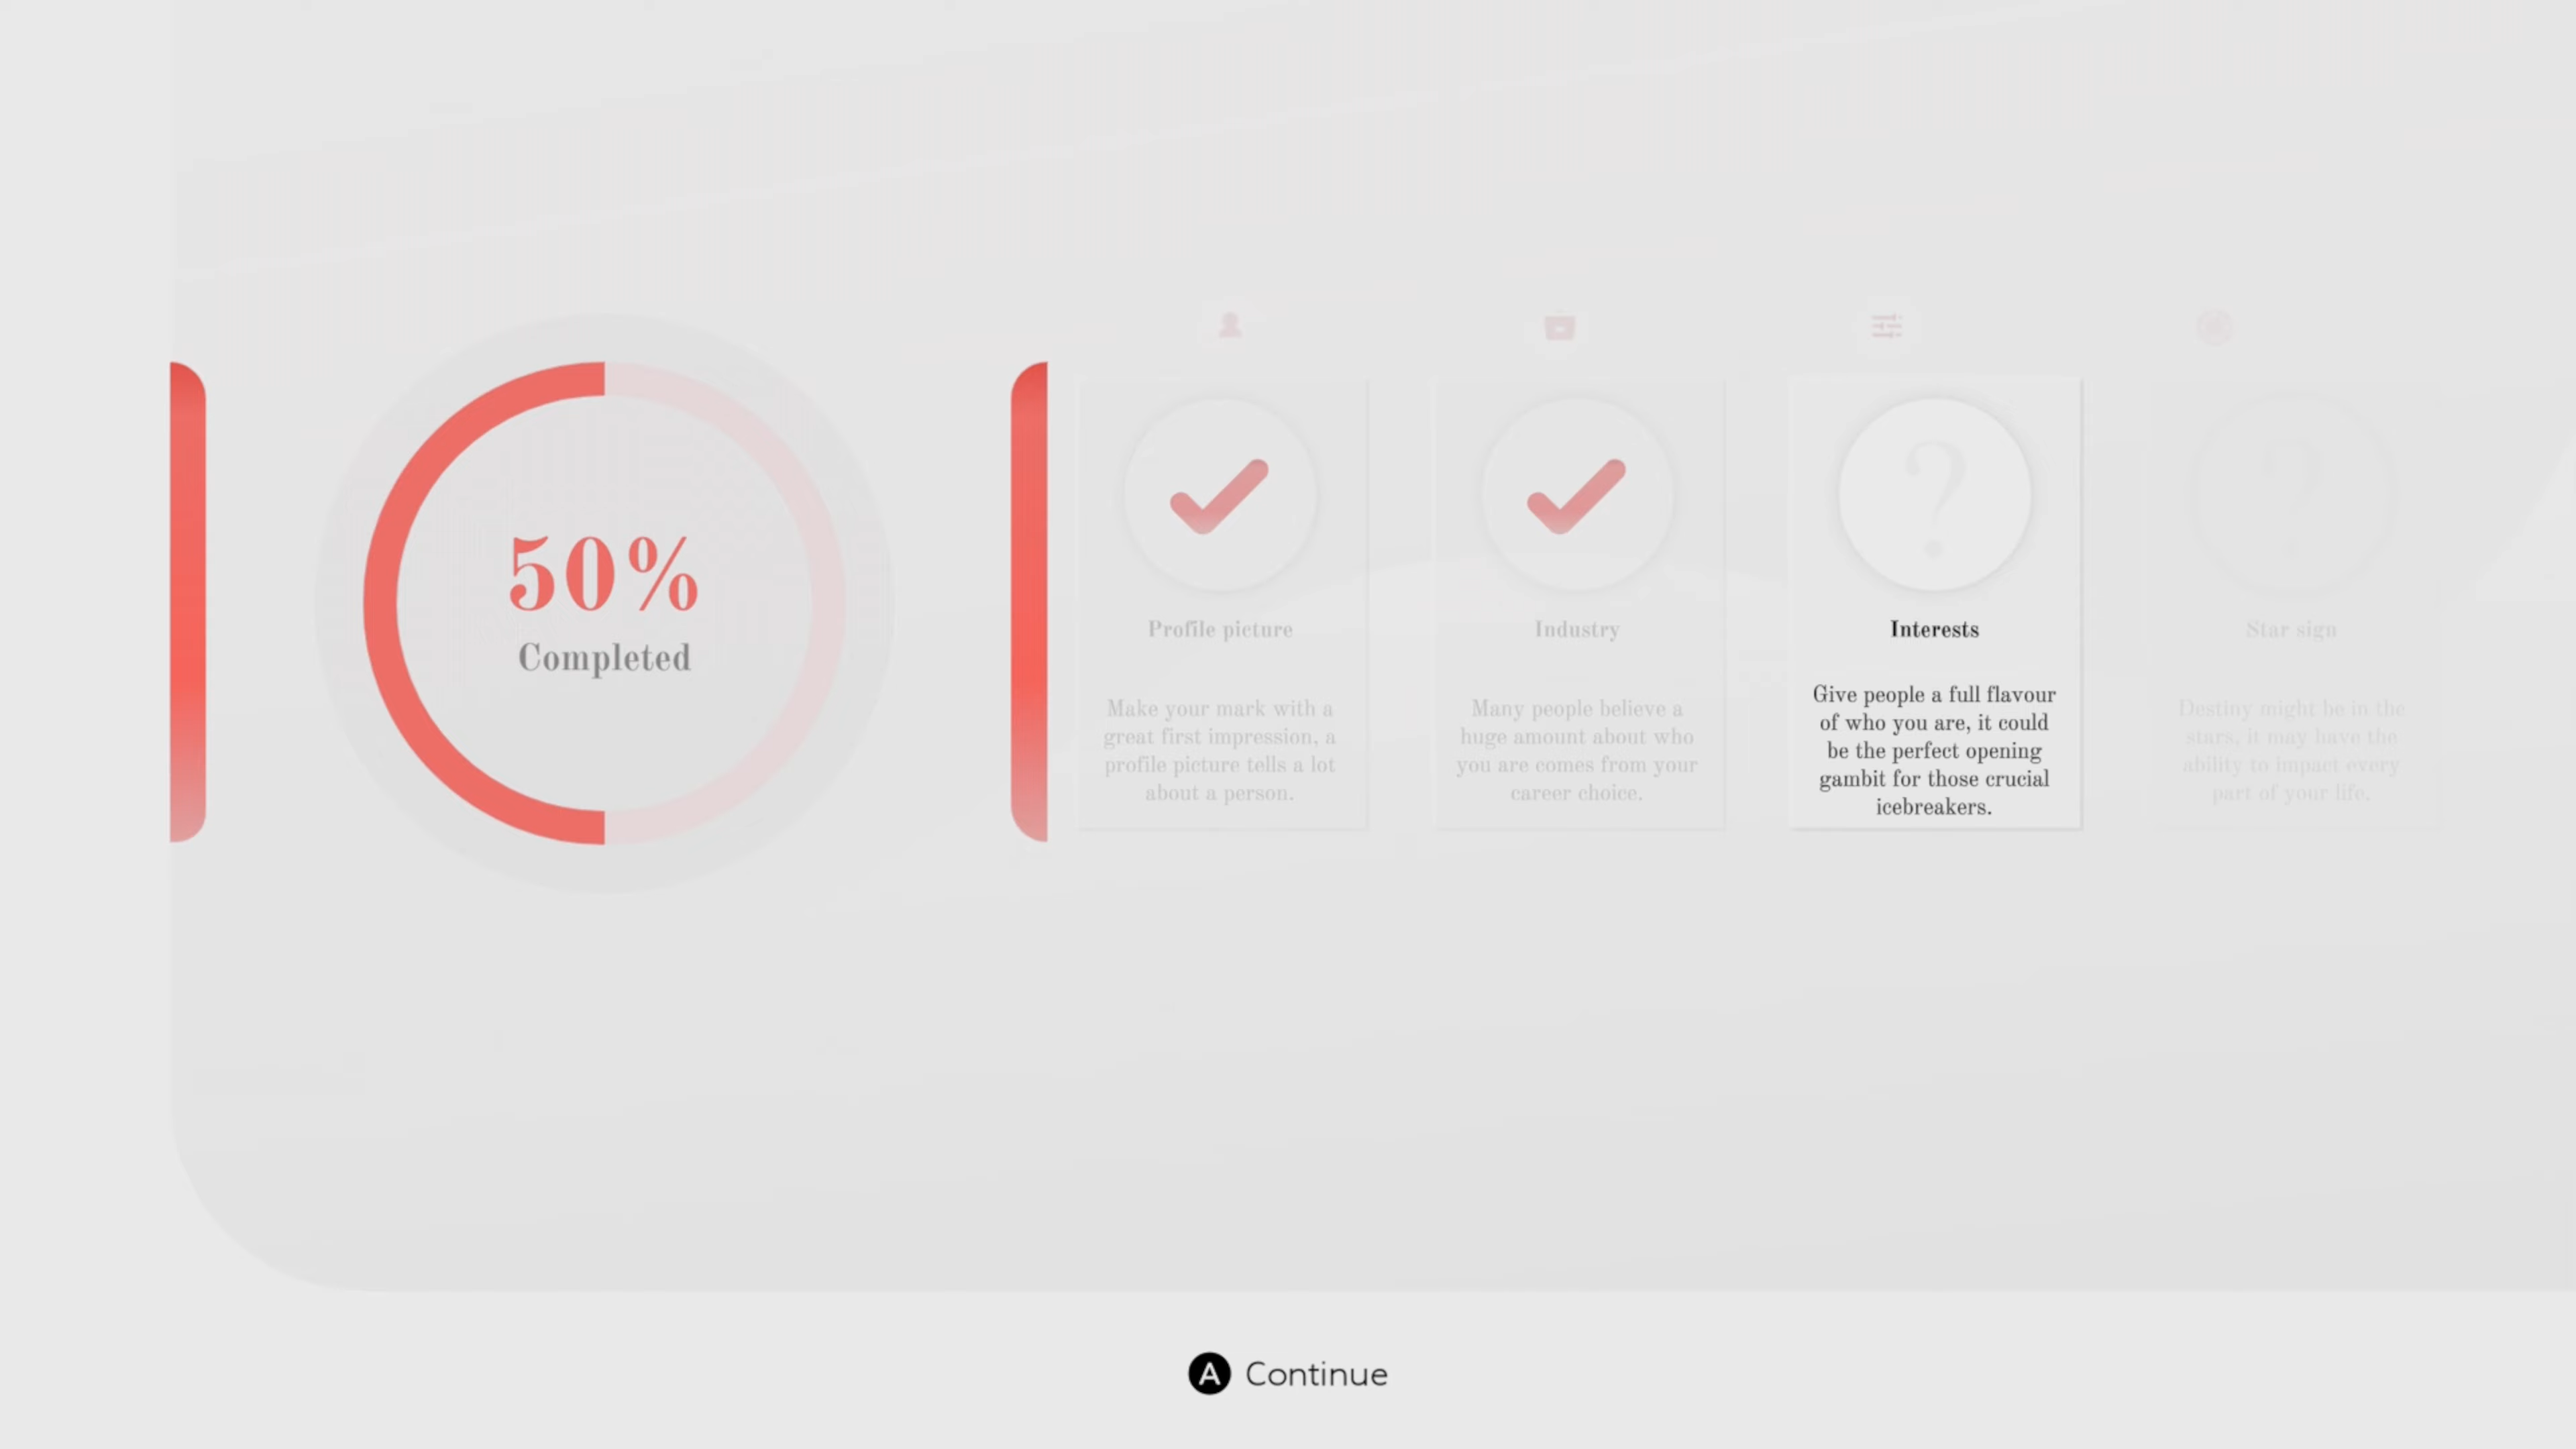 50%
Completed
Profile picture
Make your mark with a
great first impression, a
profile picture tells a lot
about a person.
Industry
Many people believe a
huge amount about who
you are comes from your
career choice.
?
Interests
Give people a full flavour
of who you are, it could
be the perfect opening
gambit for those crucial
icebreakers.
?
Star sign
Destiny might be in the
stars, it may have the
ability to impact every
part of your life.
A Continue